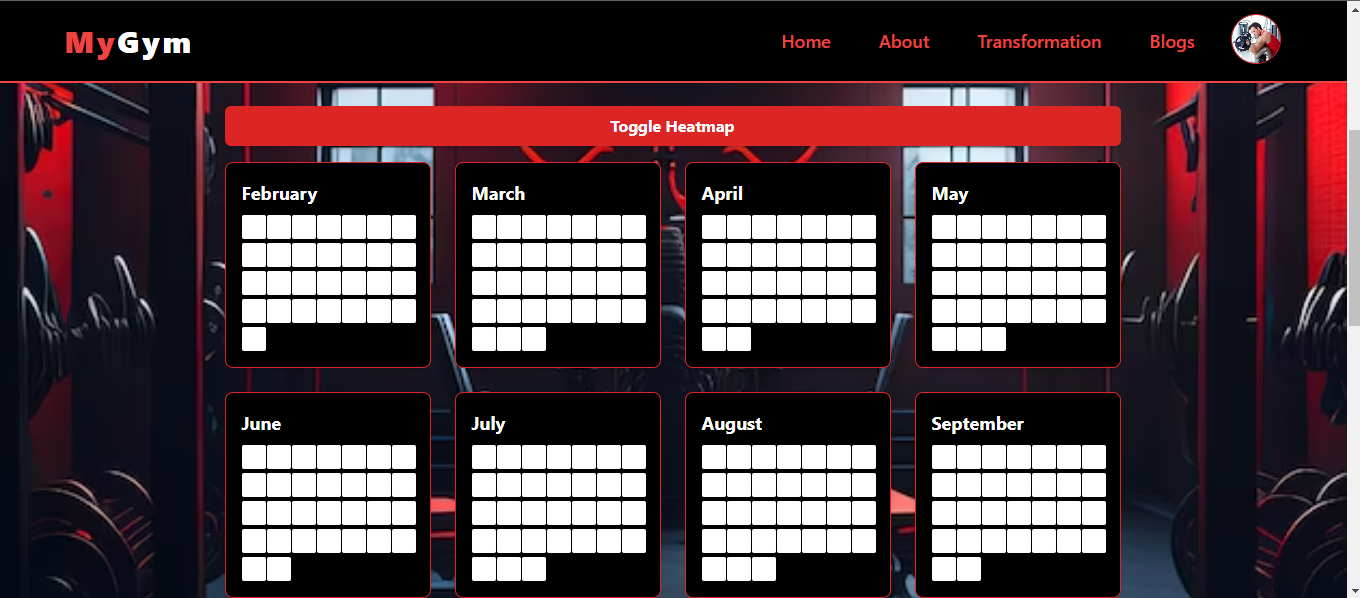 MyGym
Home
About
Transformation
Blogs
Toggle Heatmap
February
March
April
May
June
July
August
September